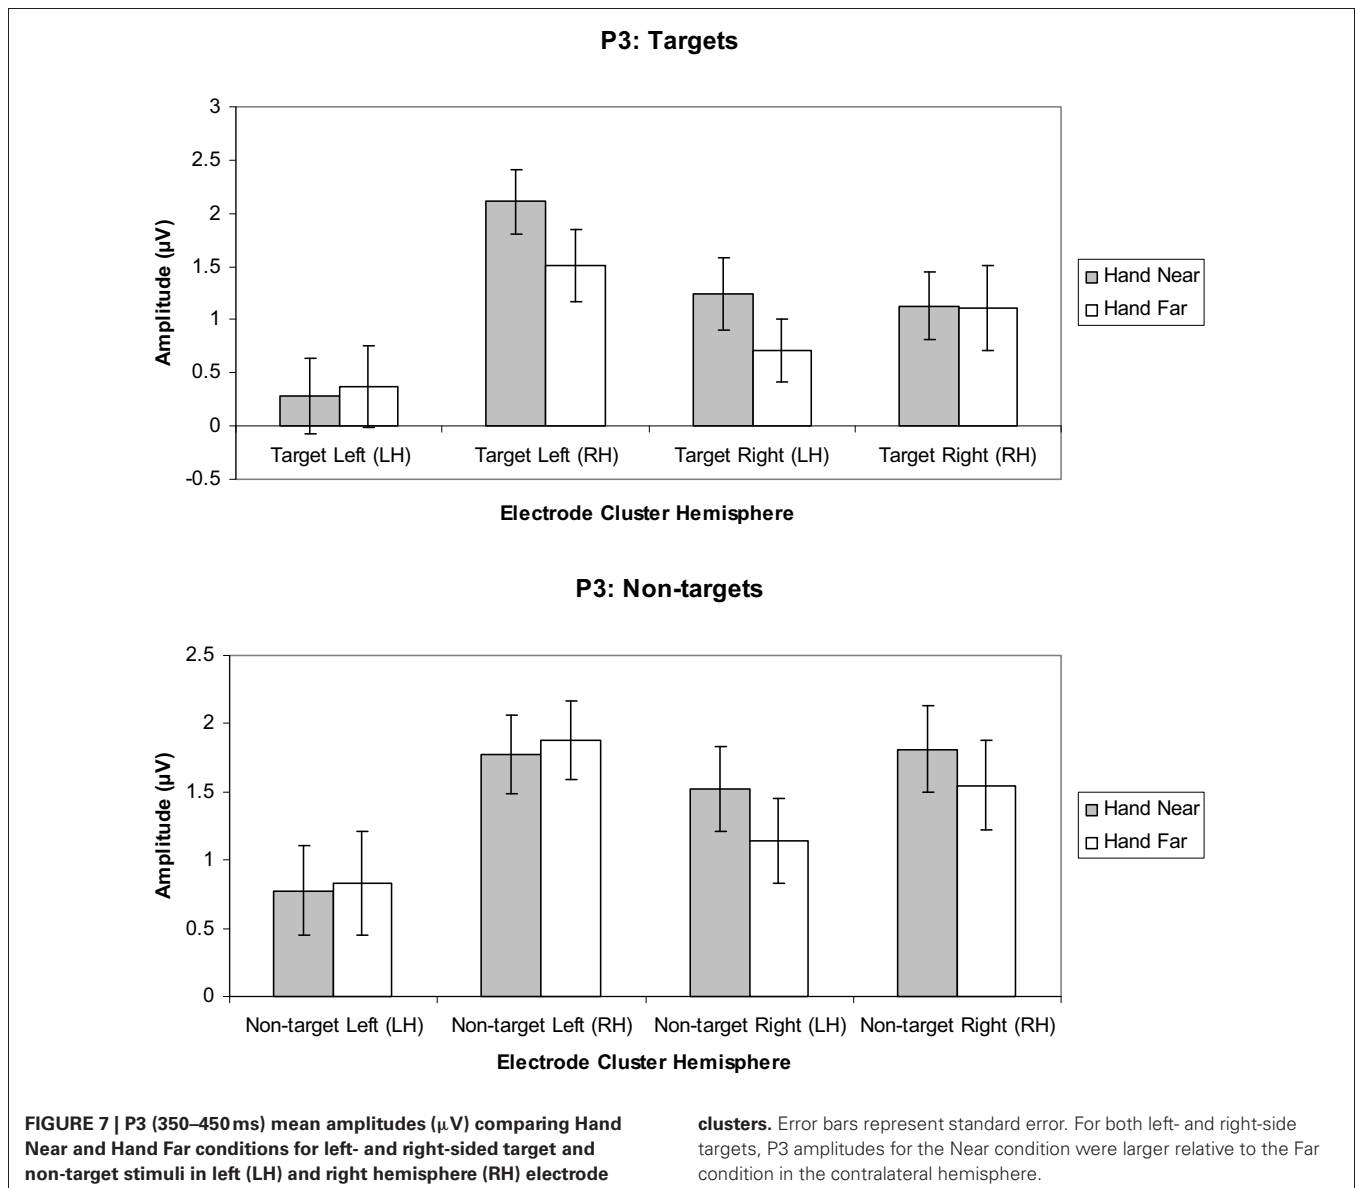 P3: Targets
3
2.5
2
1.5
1
0.5
0
-0.5
Amplitude (µV)
Target Left (LH) Target Left (RH) Target Right (LH) Target Right (RH)
Electrode Cluster Hemisphere
Hand Near
Hand Far
P3: Non-targets
2.5
2
1.5
1
0.5
0
Amplitude (µV)
Non-target Left (LH) Non-target Left (RH) Non-target Right (LH) Non-target Right (RH)
Electrode Cluster Hemisphere
Hand Near
Hand Far
FIGURE 7 | P3 (350–450 ms) mean amplitudes (µV) comparing Hand
Near and Hand Far conditions for left- and right-sided target and
non-target stimuli in left (LH) and right hemisphere (RH) electrode
clusters. Error bars represent standard error. For both left- and right-side
targets, P3 amplitudes for the Near condition were larger relative to the Far
condition in the contralateral hemisphere.